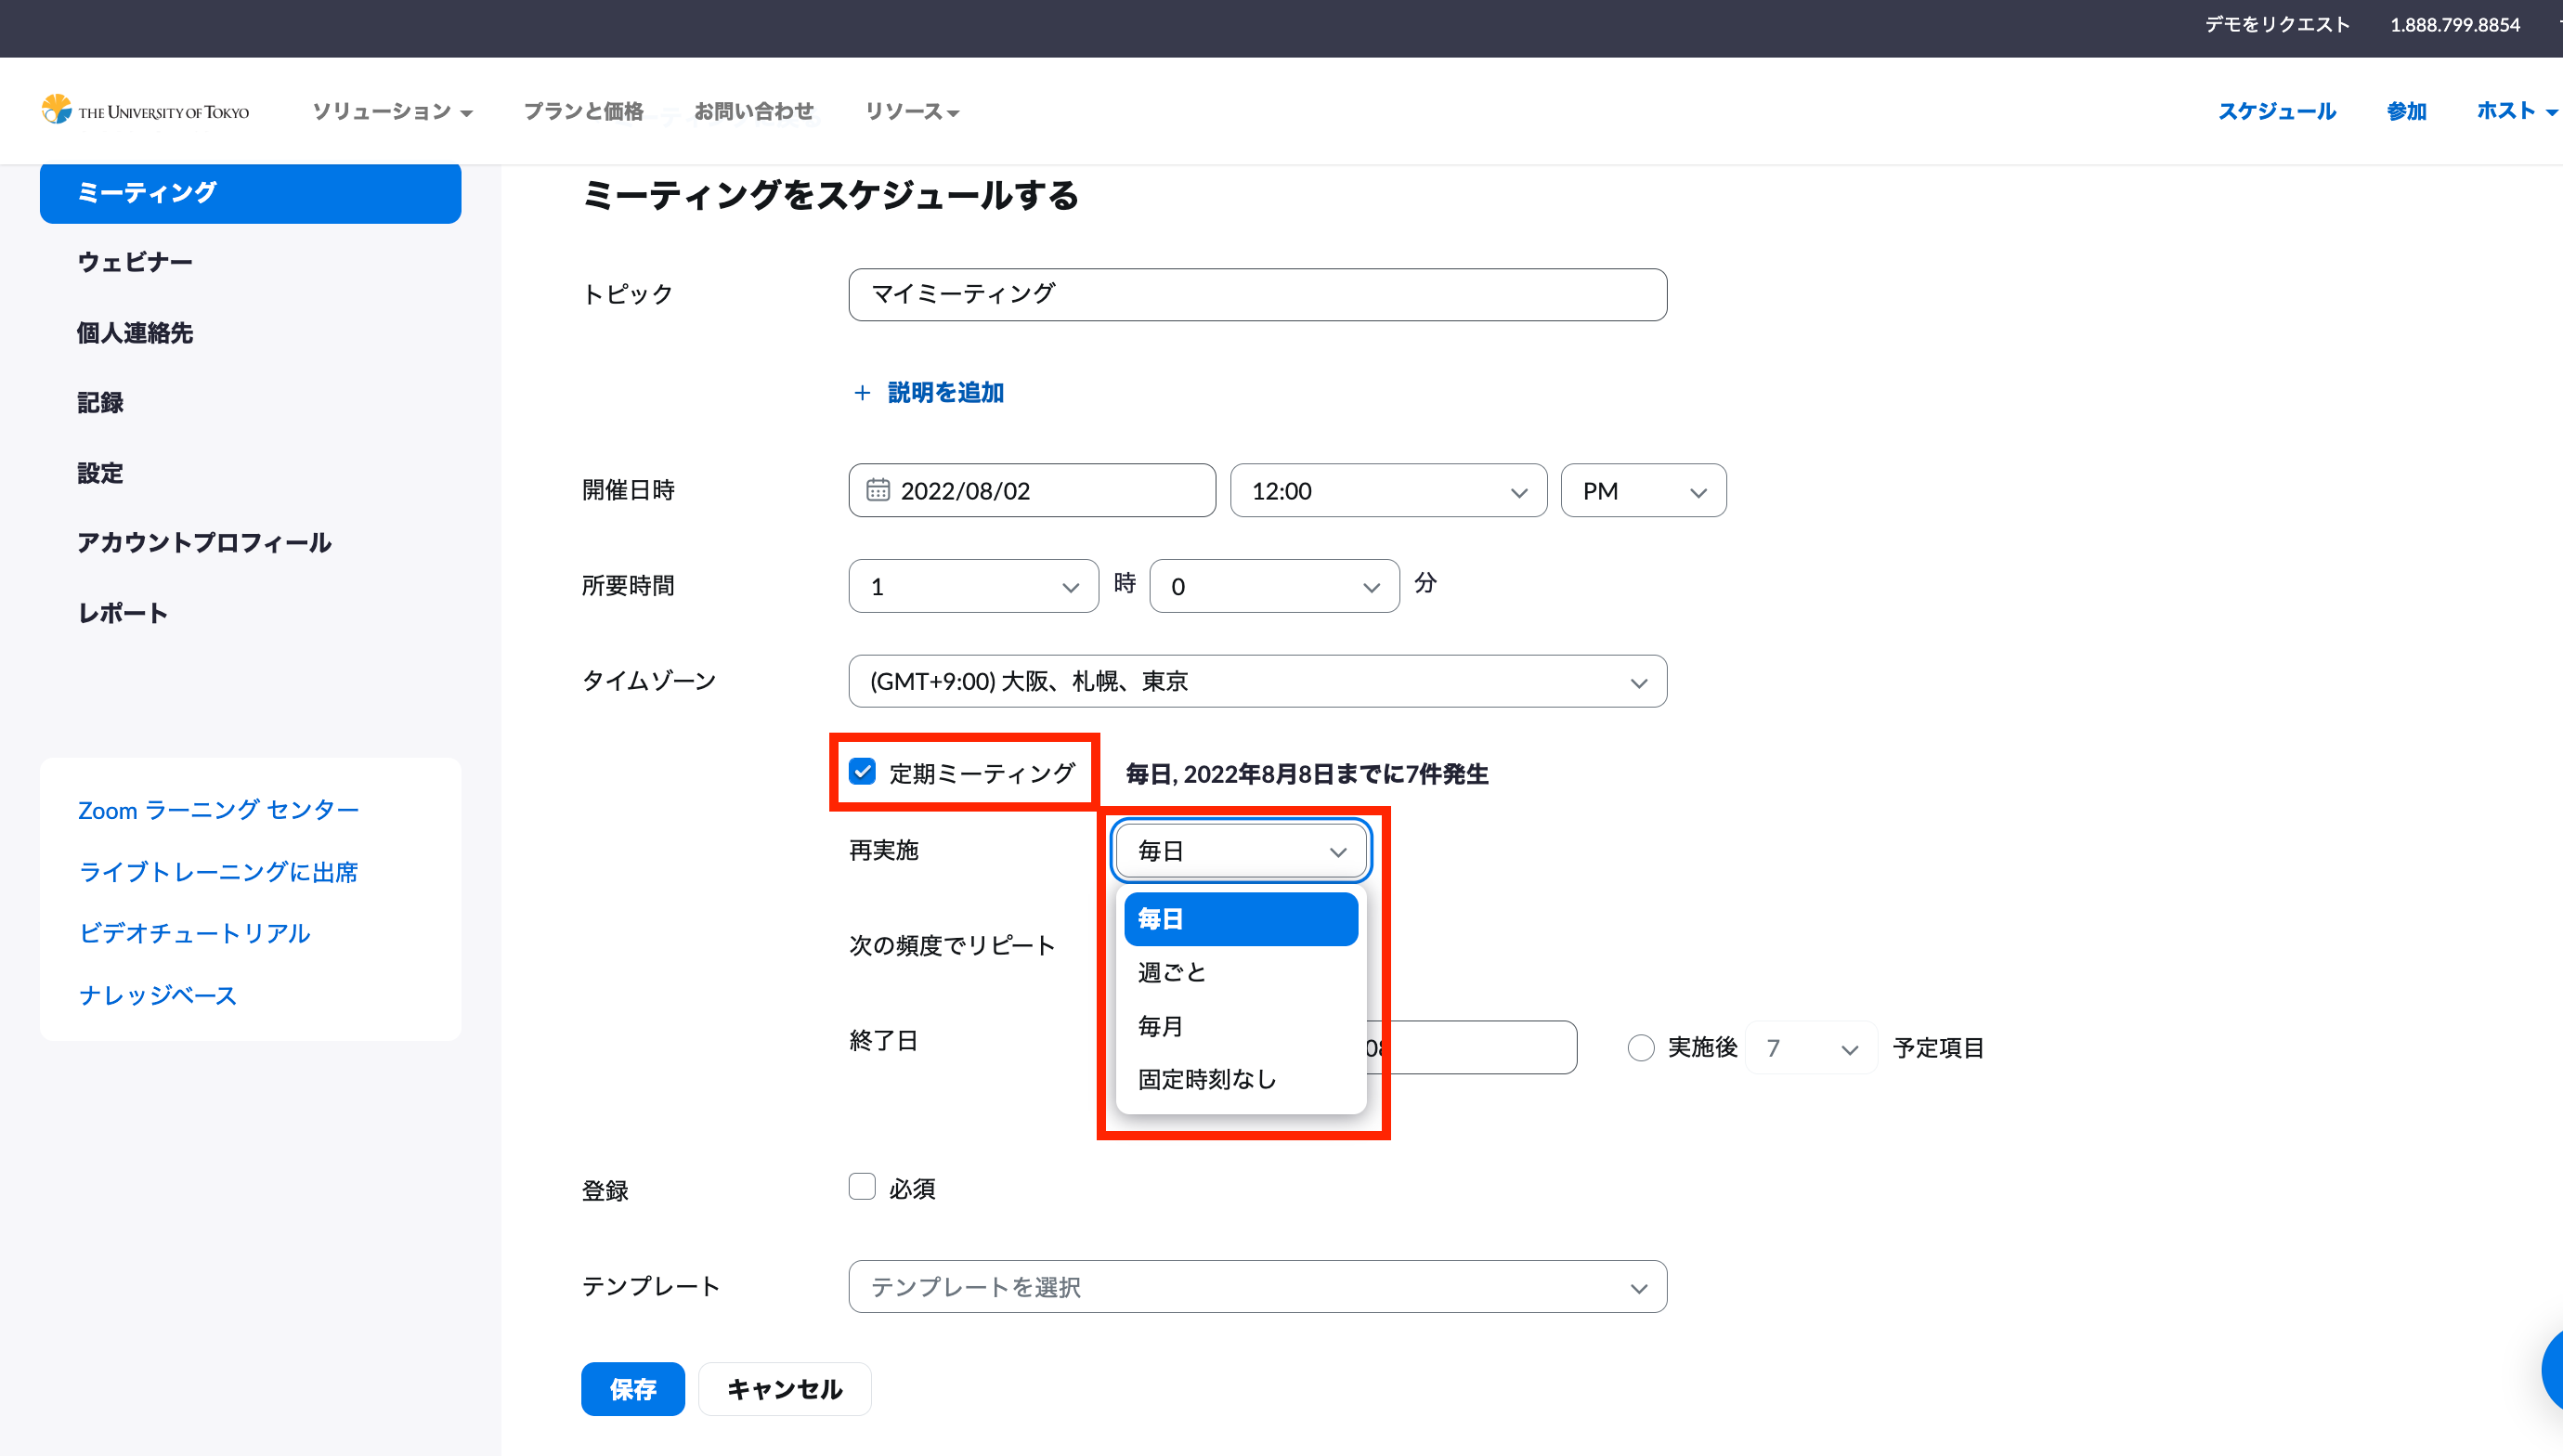 デモをリクエスト 1.888.799.8854
THE UNIVERSITY OF TOKYO ソリューション プランと価格 お問い合わせ リソース スケジュール 参加 ホスト
ミーティング
ウェビナー
個人連絡先
記録
設定
アカウントプロフィール
レポート
Zoom ラーニング センター
ライブトレーニングに出席
ビデオチュートリアル
ナレッジベース
ミーティングをスケジュールする
トピック マイミーティング
+ 説明を追加
開催日時 2022/08/02 12:00 PM
所要時間 1 時 0 分
タイムゾーン (GMT+9:00) 大阪、札幌、東京
定期ミーティング 毎日, 2022年8月8日までに7件発生
再実施 毎日
毎日
次の頻度でリピート
週ごと
毎月
終了日 実施後 7 予定項目
固定時刻なし
登録 必須
テンプレート テンプレートを選択
保存 キャンセル